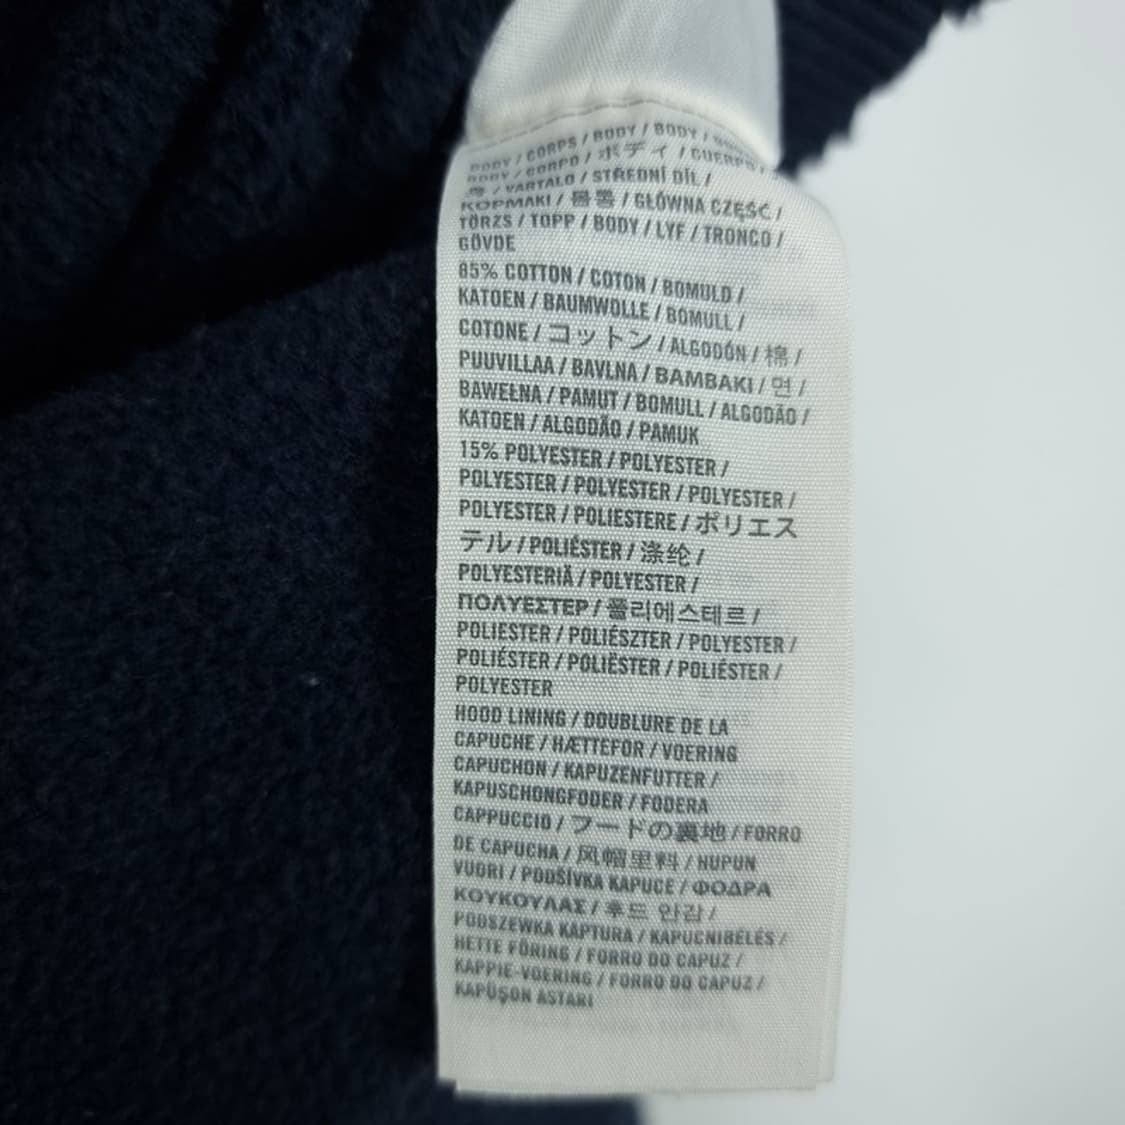 BODY / CORPS / BODY / BODY /
BODY / CORPO / ボディ / CUERPO /
/ VARTALO / STŘEDNÍ DÍL /
ΚΟΡΜΑΚΙ / 몸통 / GŁÓWNA CZĘŚĆ /
TÖRZS / TOPP / BODY / LYF / TRONCO /
GÖVDE
85% COTTON / COTON / BOMULD /
KATOEN / BAUMWOLLE / BOMULL /
COTONE / コットン / ALGODÓN / 棉 /
PUUVILLAA / BAVLNA / BAMBAKI / 면 /
BAWEŁNA / PAMUT / BOMULL / ALGODÃO /
KATOEN / ALGODÃO / PAMUK
15% POLYESTER / POLYESTER /
POLYESTER / POLYESTER / POLYESTER /
POLYESTER / POLIESTERE / ポリエス
テル / POLIÉSTER / 涤纶 /
POLYESTERIÄ / POLYESTER /
ΠΟΛΥΕΣΤΕΡ / 폴리에스테르 /
POLIESTER / POLIÉSZTER / POLYESTER /
POLIÉSTER / POLIËSTER / POLIÉSTER /
POLYESTER
HOOD LINING / DOUBLURE DE LA
CAPUCHE / HÆTTEFOR / VOERING
CAPUCHON / KAPUZENFUTTER /
KAPUSCHONGFODER / FODERA
CAPPUCCIO / フードの裏地 / FORRO
DE CAPUCHA / 风帽里料 / HUPUN
VUORI / PODŠÍVKA KAPUCE / ΦΟΔΡΑ
ΚΟΥΚΟΥΛΑΣ / 후드 안감 /
PODSZEWKA KAPTURA / KAPUCNIBÉLÉS /
HETTE FÔRING / FORRO DO CAPUZ /
KAPPIE-VOERING / FORRO DO CAPUZ /
KAPÜŞON ASTARI